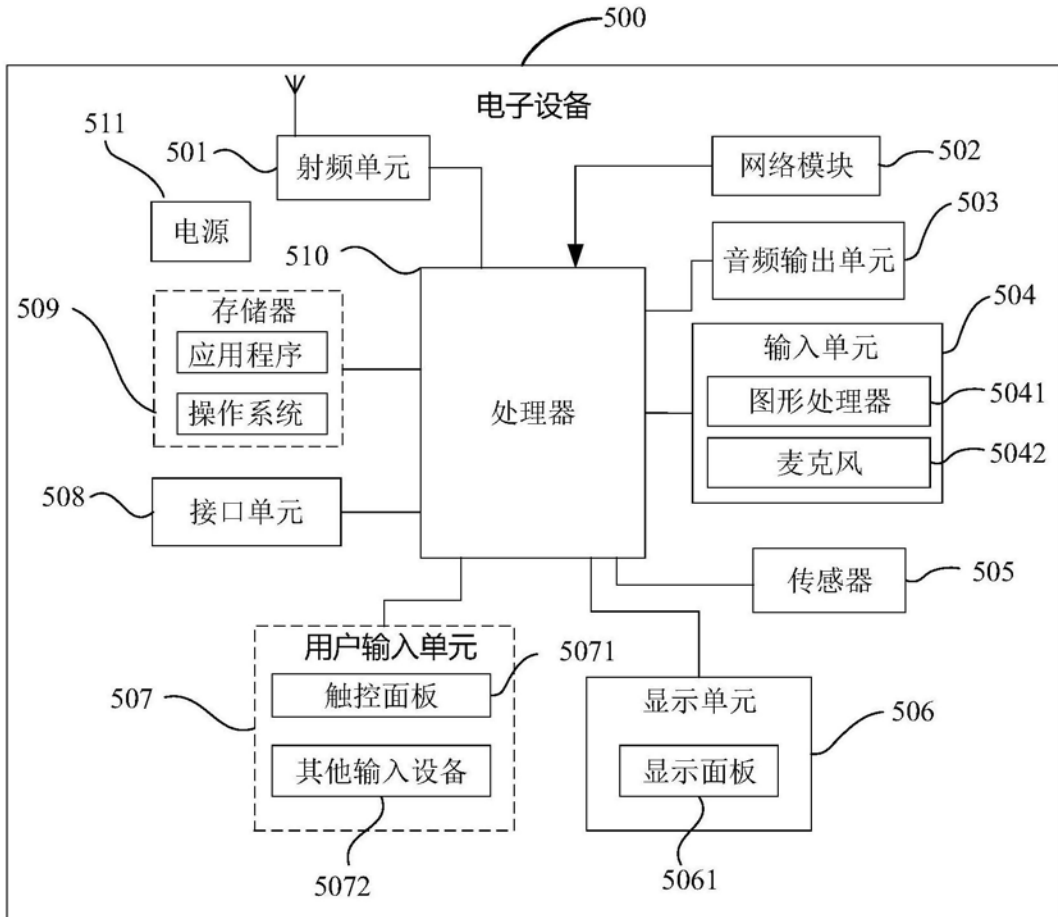 500
电子设备
511
501
射频单元
网络模块
502
电源
503
音频输出单元
510
509
存储器
应用程序
操作系统
处理器
504
输入单元
图形处理器
5041
麦克风
5042
508
接口单元
传感器
505
用户输入单元
5071
触控面板
507
其他输入设备
5072
显示单元
506
显示面板
5061